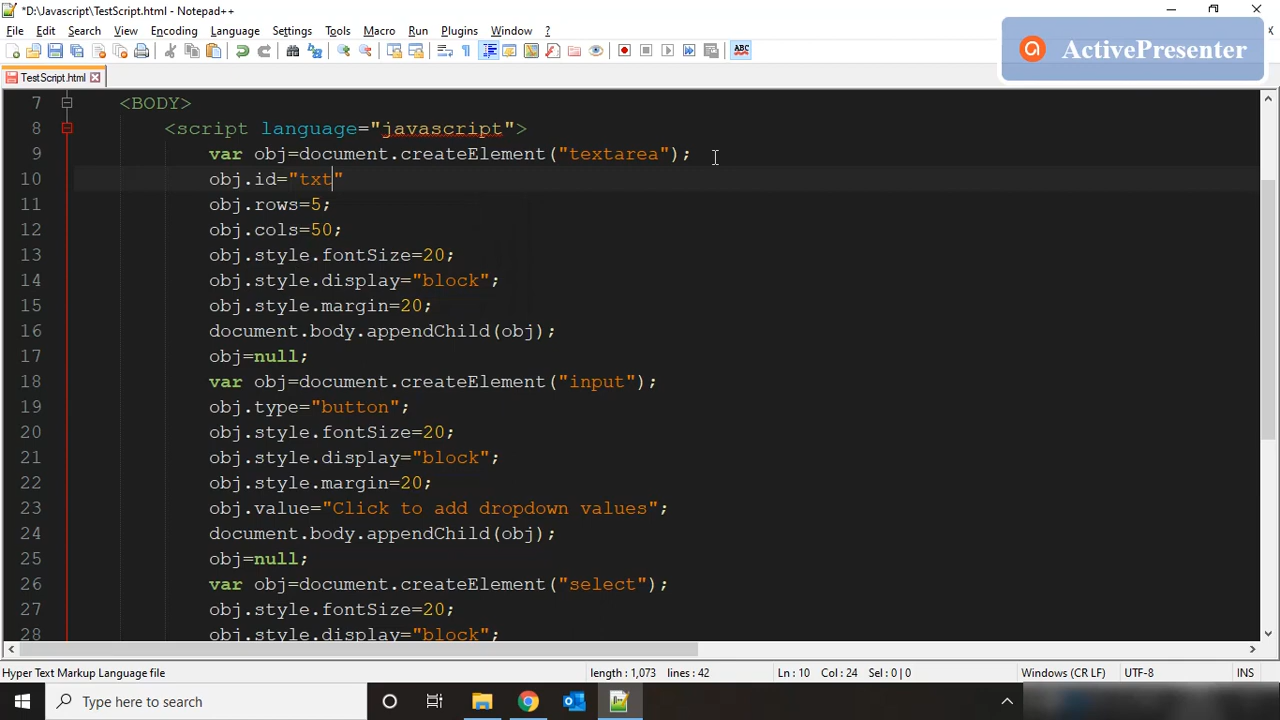 *D:\Javascript\TestScript.html - Notepad++
File Edit Search View Encoding Language Settings Tools Macro Run Plugins Window ?
ABC
ActivePresenter
TestScript.html
7 <BODY>
8 <script language="javascript">
9 var obj=document.createElement("textarea");
10 obj.id="txt"
11 obj.rows=5;
12 obj.cols=50;
13 obj.style.fontSize=20;
14 obj.style.display="block";
15 obj.style.margin=20;
16 document.body.appendChild(obj);
17 obj=null;
18 var obj=document.createElement("input");
19 obj.type="button";
20 obj.style.fontSize=20;
21 obj.style.display="block";
22 obj.style.margin=20;
23 obj.value="Click to add dropdown values";
24 document.body.appendChild(obj);
25 obj=null;
26 var obj=document.createElement("select");
27 obj.style.fontSize=20;
28 obj.style.display="block";
Hyper Text Markup Language file length : 1,073 lines : 42 Ln : 10 Col : 24 Sel : 0 | 0 Windows (CR LF) UTF-8 INS
Type here to search